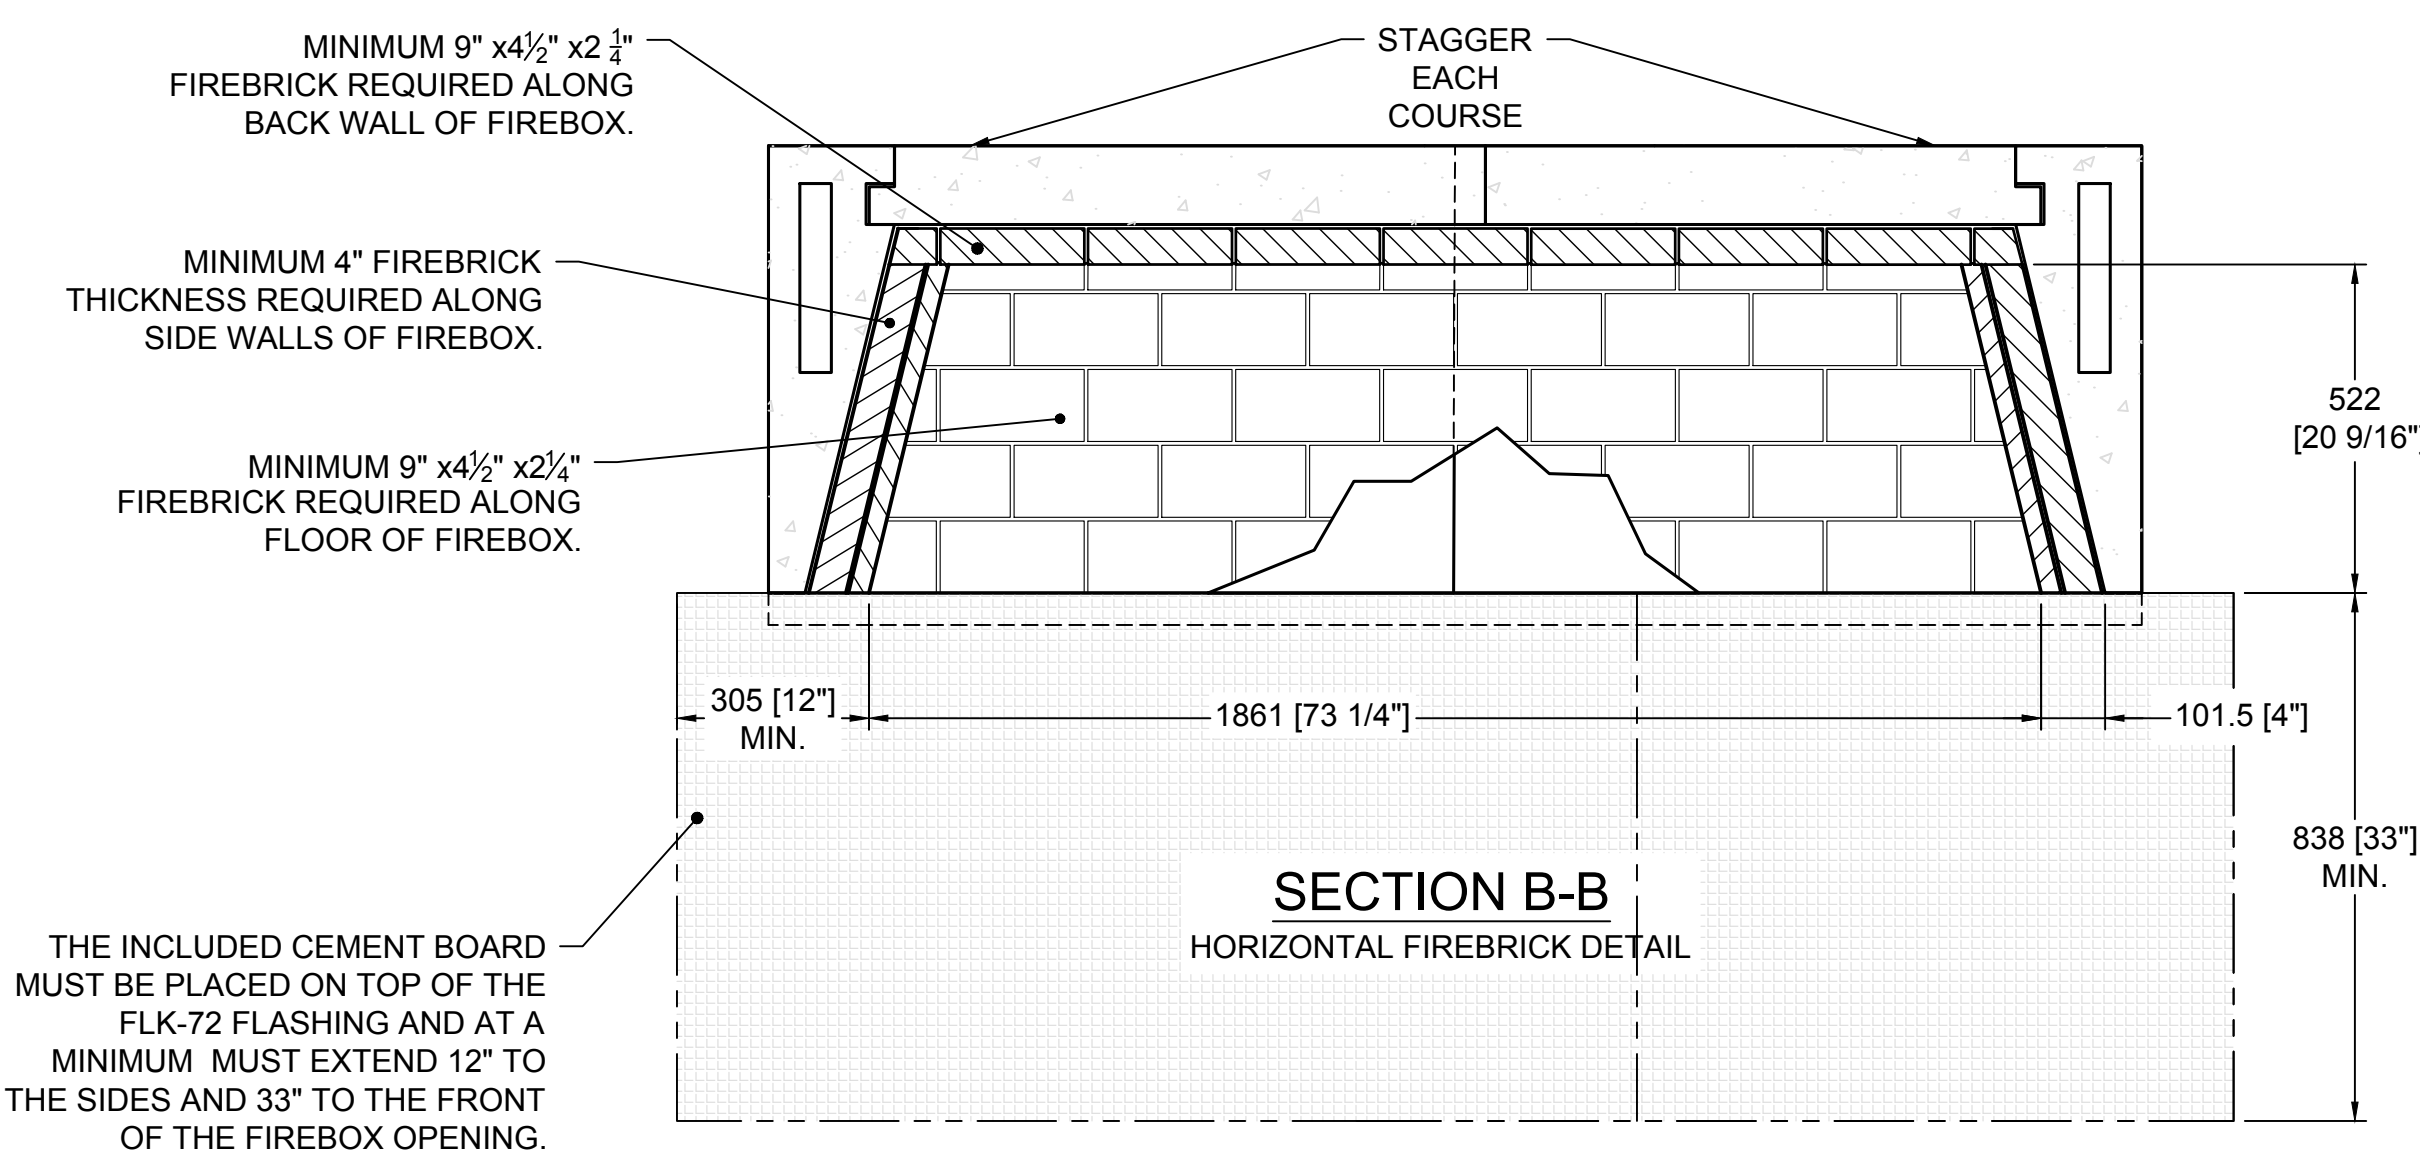 MINIMUM 9" x4½" x2 ¼"
FIREBRICK REQUIRED ALONG
BACK WALL OF FIREBOX.
STAGGER
EACH
COURSE
MINIMUM 4" FIREBRICK
THICKNESS REQUIRED ALONG
SIDE WALLS OF FIREBOX.
MINIMUM 9" x4½" x2¼"
FIREBRICK REQUIRED ALONG
FLOOR OF FIREBOX.
522
[20 9/16"]
305 [12"]
MIN.
1861 [73 1/4"]
101.5 [4"]
838 [33"]
MIN.
SECTION B-B
HORIZONTAL FIREBRICK DETAIL
THE INCLUDED CEMENT BOARD
MUST BE PLACED ON TOP OF THE
FLK-72 FLASHING AND AT A
MINIMUM MUST EXTEND 12" TO
THE SIDES AND 33" TO THE FRONT
OF THE FIREBOX OPENING.